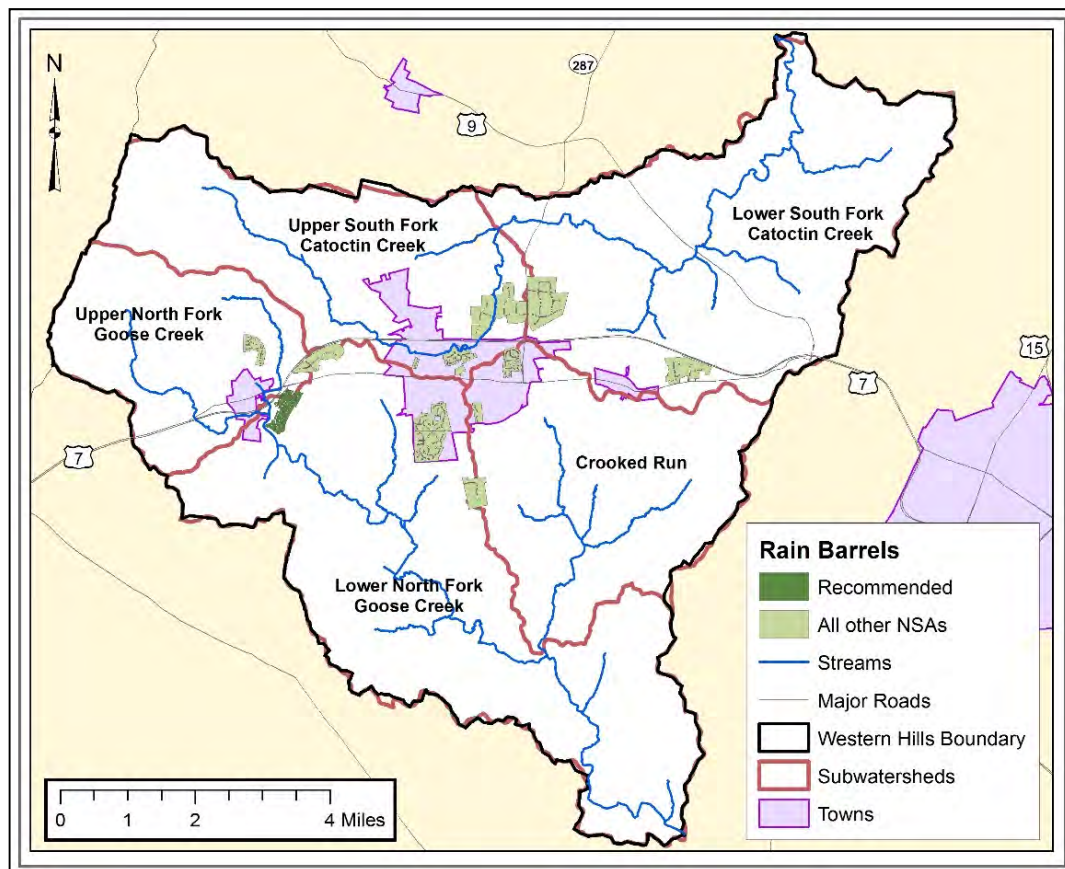 N
287
9
Upper South Fork
Catoctin Creek
Lower South Fork
Catoctin Creek
Upper North Fork
Goose Creek
15
7
7
Crooked Run
Lower North Fork
Goose Creek
Rain Barrels
Recommended
All other NSAs
Streams
Major Roads
Western Hills Boundary
Subwatersheds
Towns
0 1 2 4 Miles